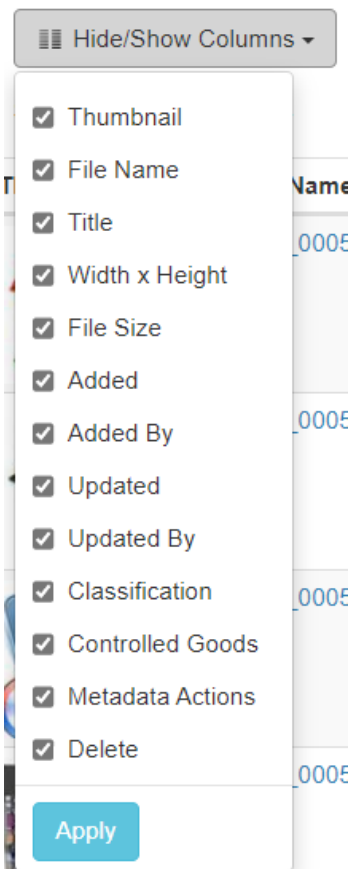 Hide/Show Columns
Thumbnail
File Name
Name
Title
_0005
Width x Height
File Size
Added
Added By
_0005
Updated
Updated By
Classification
_0005
Controlled Goods
Metadata Actions
Delete
_0005
Apply